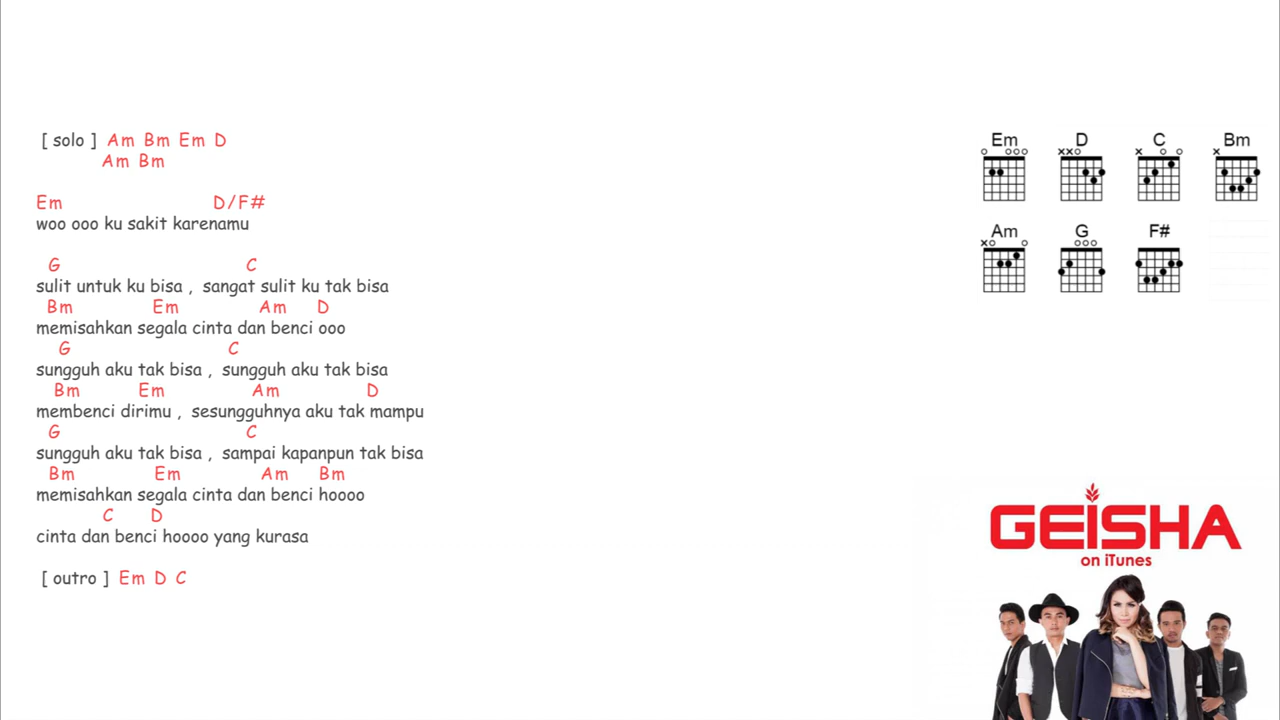 [ solo ] Am Bm Em D
Am Bm
Em D/F#
woo ooo ku sakit karenamu
G C
sulit untuk ku bisa , sangat sulit ku tak bisa
Bm Em Am D
memisahkan segala cinta dan benci ooo
G C
sungguh aku tak bisa , sungguh aku tak bisa
Bm Em Am D
membenci dirimu , sesungguhnya aku tak mampu
G C
sungguh aku tak bisa , sampai kapanpun tak bisa
Bm Em Am Bm
memisahkan segala cinta dan benci hoooo
C D
cinta dan benci hoooo yang kurasa
[ outro ] Em D C
Em D C Bm
Am G F#
GEISHA
on iTunes